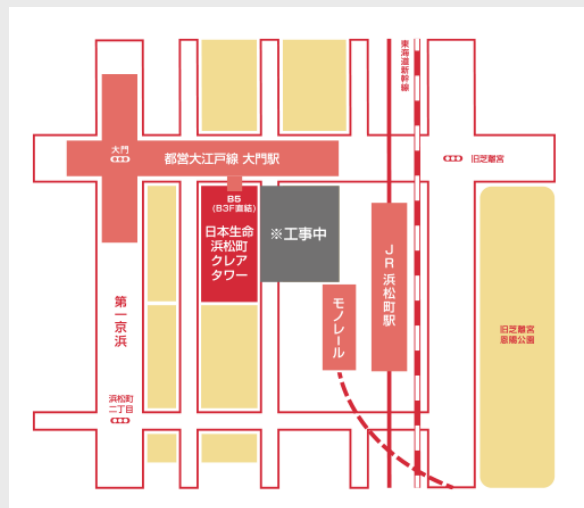 東海道新幹線
大門
都営大江戸線 大門駅
旧芝離宮
B5
(B3F直結)
日本生命
浜松町
クレア
タワー
※工事中
JR浜松町駅
モノレール
第一京浜
旧芝離宮
恩賜公園
浜松町
二丁目